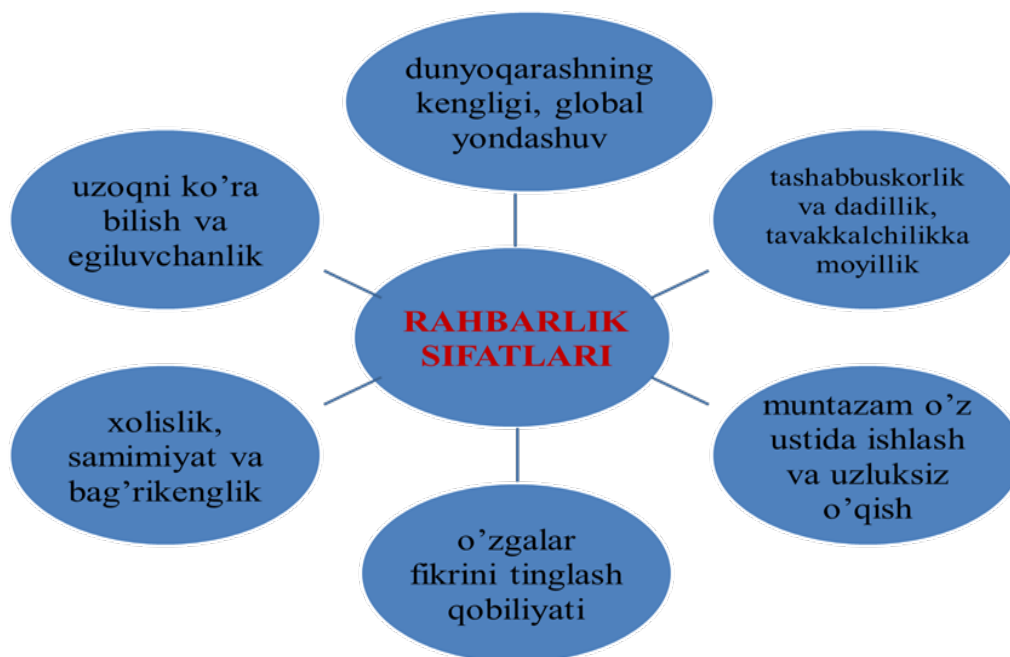 dunyoqarashning
kengligi, global
yondashuv
uzoqni ko’ra
bilish va
egiluvchanlik
tashabbuskorlik
va dadillik,
tavakkalchilikka
moyillik
RAHBARLIK
SIFATLARI
xolislik,
samimiyat va
bag’rikenglik
muntazam o’z
ustida ishlash
va uzluksiz
o’qish
o’zgalar
fikrini tinglash
qobiliyati